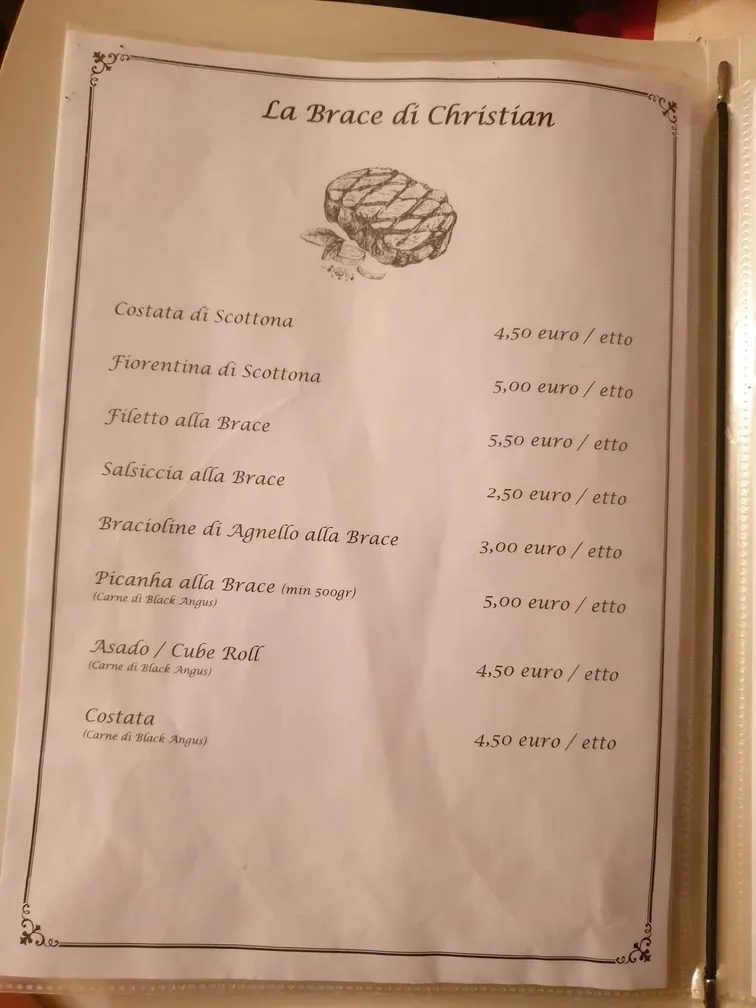 La Brace di Christian
Costata di Scottona 4,50 euro / etto
Fiorentina di Scottona 5,00 euro / etto
Filetto alla Brace 5,50 euro / etto
Salsiccia alla Brace 2,50 euro / etto
Bracioline di Agnello alla Brace 3,00 euro / etto
Picanha alla Brace (min 500gr) 5,00 euro / etto
(Carne di Black Angus)
Asado / Cube Roll 4,50 euro / etto
(Carne di Black Angus)
Costata 4,50 euro / etto
(Carne di Black Angus)